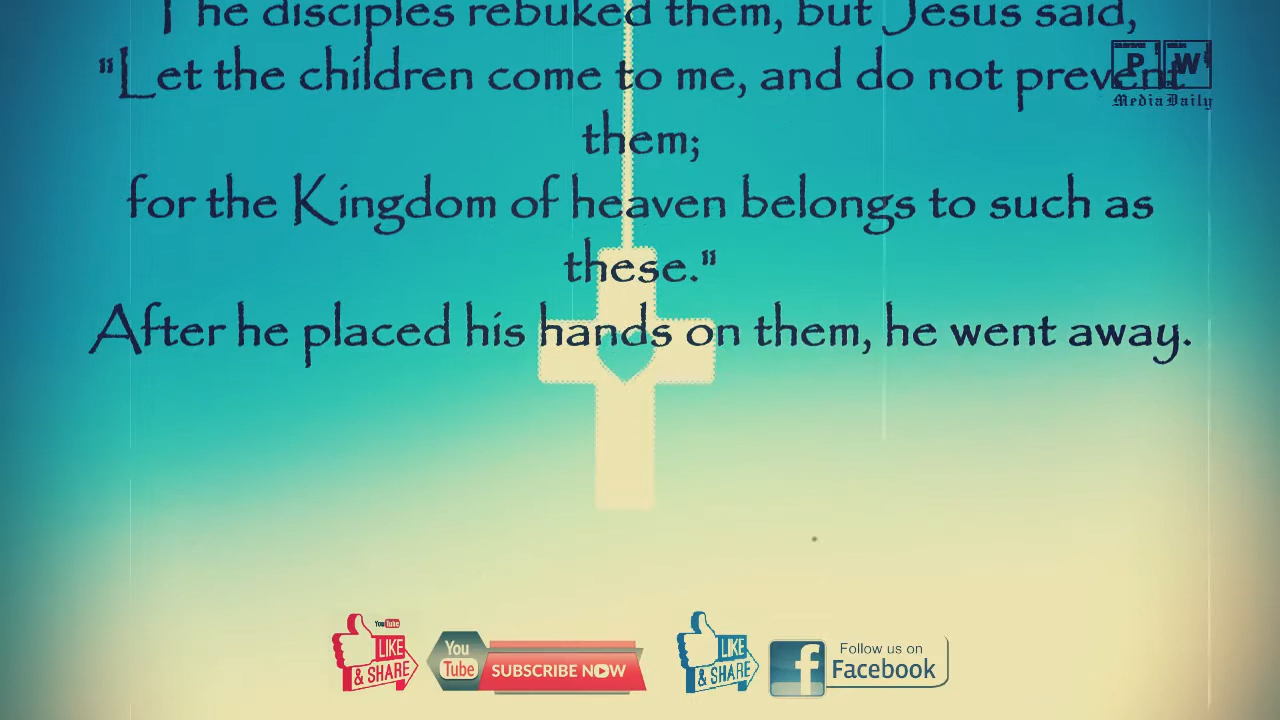 The disciples rebuked them, but Jesus said,
"Let the children come to me, and do not prevent
them;
for the Kingdom of heaven belongs to such as
these."
After he placed his hands on them, he went away.
P W
MediaDaily
YouTube
LIKE
& SHARE
You
Tube
SUBSCRIBE NOW
LIKE
& SHARE
f
Follow us on
Facebook